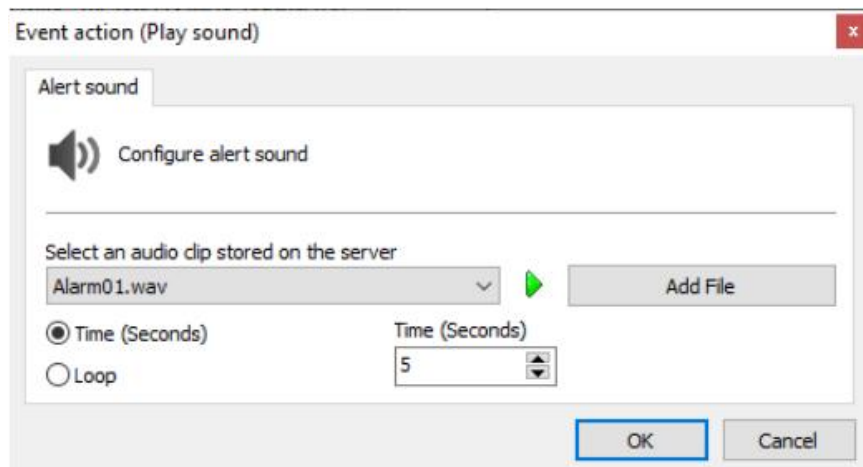 Event action (Play sound)
x
Alert sound
Configure alert sound
Select an audio clip stored on the server
Alarm01.wav
Add File
Time (Seconds)
Time (Seconds)
Loop
5
OK
Cancel